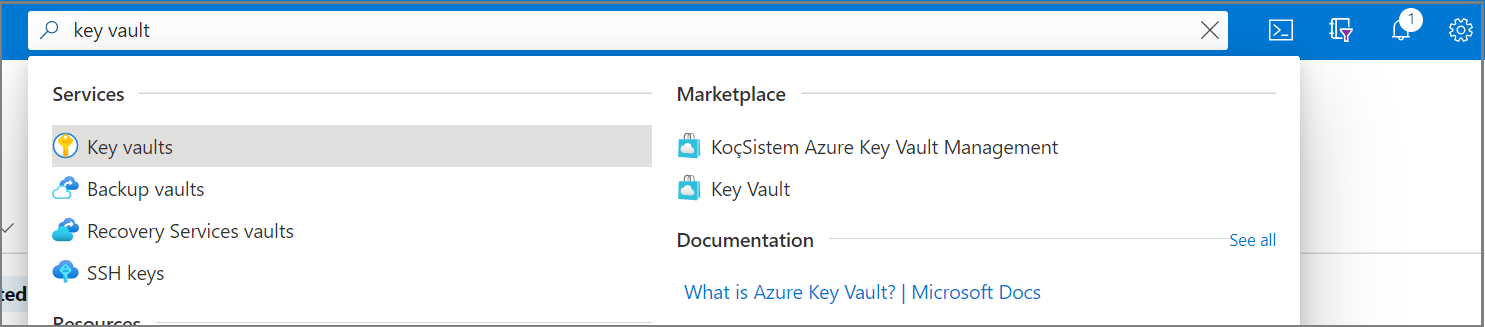 key vault
1
Services
Key vaults
Backup vaults
Recovery Services vaults
SSH keys
Resources
Marketplace
KoçSistem Azure Key Vault Management
Key Vault
Documentation
See all
What is Azure Key Vault? | Microsoft Docs
ted